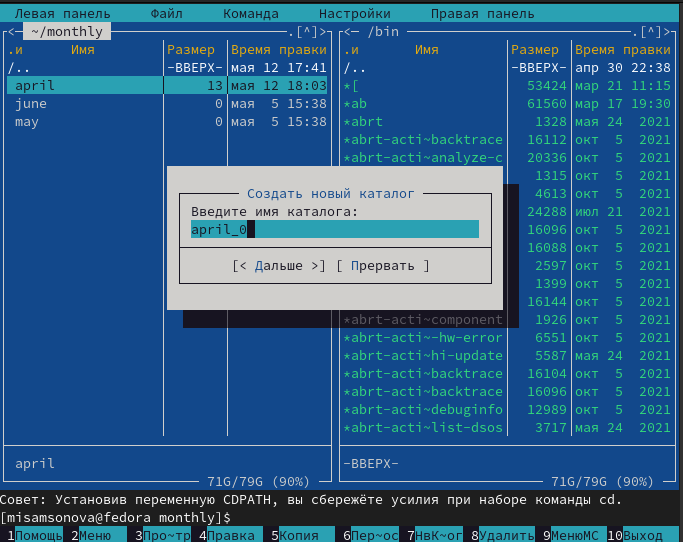 Левая панель Файл Команда Настройки Правая панель
<─ ~/monthly ─.[^]> <─ /bin ─.[^]>
.и Имя Размер Время правки .и Имя Размер Время правки
/.. -ВВЕРХ- мая 12 17:41 /.. -ВВЕРХ- апр 30 22:38
april 13 мая 12 18:03 *[ 53424 мар 21 11:15
june 0 мая 5 15:38 *ab 61560 мар 17 19:30
may 0 мая 5 15:38 *abrt 1328 мая 24 2021
*abrt-acti~backtrace 16112 окт 5 2021
*abrt-acti~analyze-c 20336 окт 5 2021
1315 окт 5 2021
Создать новый каталог 4613 окт 5 2021
Введите имя каталога: 24288 июл 21 2021
april_0 16096 окт 5 2021
16088 окт 5 2021
[< Дальше >] [ Прервать ] 2597 окт 5 2021
1399 окт 5 2021
16144 окт 5 2021
*abrt-acti~component 1926 окт 5 2021
*abrt-acti~-hw-error 6551 окт 5 2021
*abrt-acti~hi-update 5587 мая 24 2021
*abrt-acti~backtrace 16104 окт 5 2021
*abrt-acti~backtrace 16096 окт 5 2021
*abrt-acti~debuginfo 12989 окт 5 2021
*abrt-acti~list-dsos 3717 мая 24 2021
april -ВВЕРХ-
71G/79G (90%) 71G/79G (90%)
Совет: Установив переменную CDPATH, вы сбережёте усилия при наборе команды cd.
[misamsonova@fedora monthly]$
1Помощь 2Меню 3Про~тр 4Правка 5Копия 6Пер~ос 7НвК~ог 8Удалить 9МенюMC 10Выход